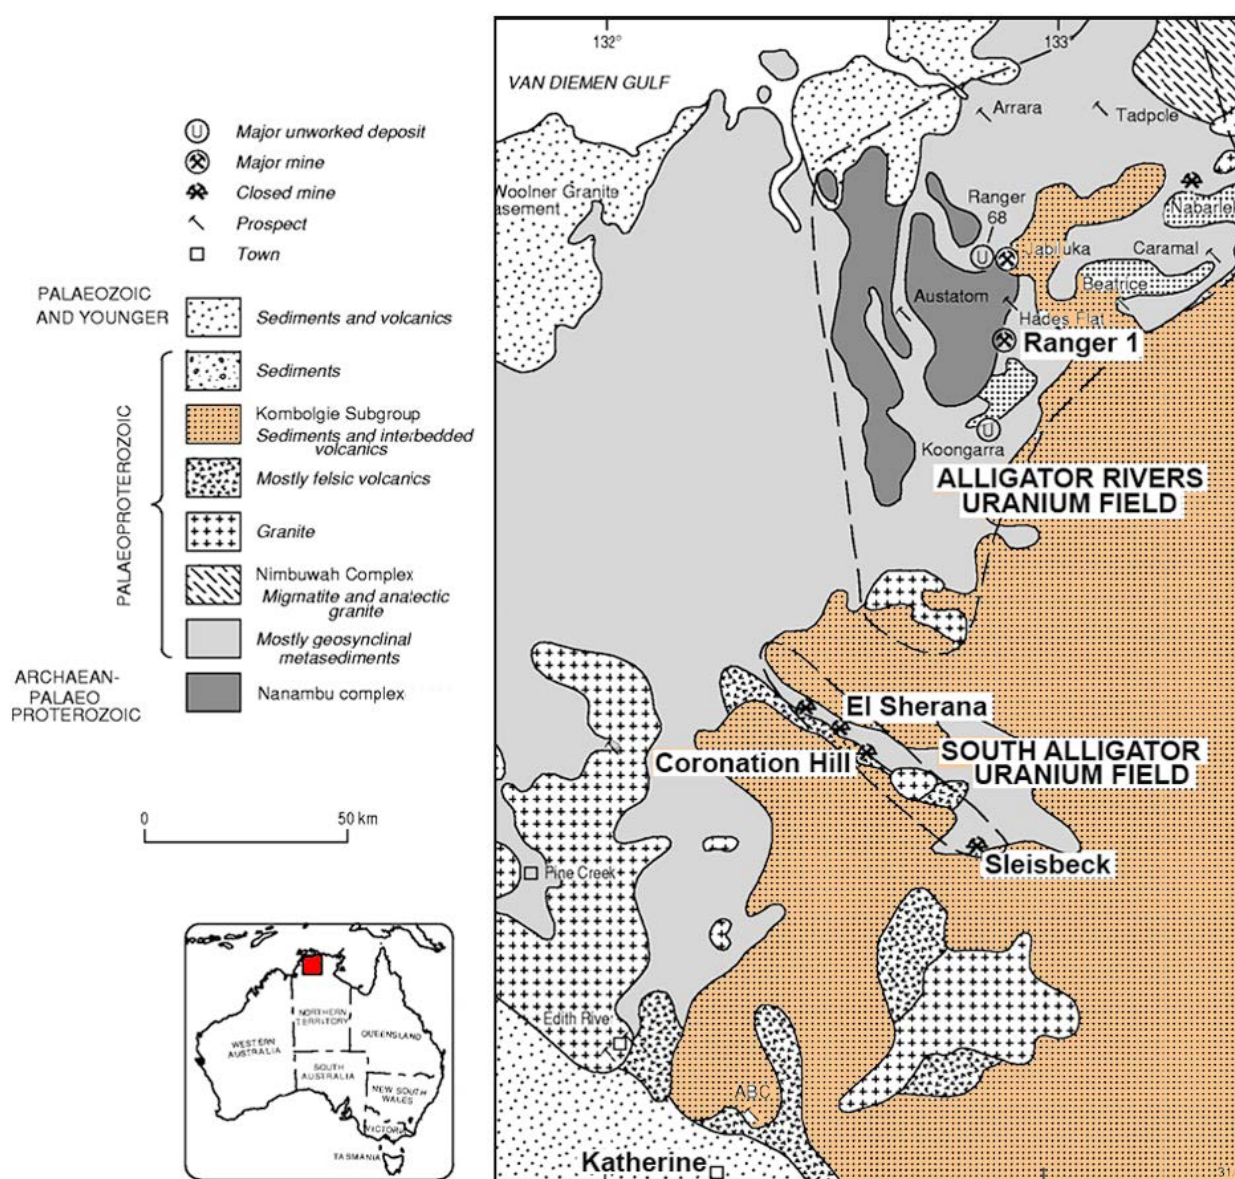 Major unworked deposit
Major mine
Closed mine
Prospect
Town
PALAEOZOIC
AND YOUNGER
Sediments and volcanics
PALAEOPROTEROZOIC
Sediments
Kombolgie Subgroup
Sediments and interbedded
volcanics
Mostly felsic volcanics
Granite
Nimbuwah Complex
Migmatite and anatectic
granite
Mostly geosynclinal
metasediments
ARCHAEAN-
PALAEO
PROTEROZOIC
Nanambu complex
0 50 km
WESTERN
AUSTRALIA
NORTHERN
TERRITORY
QUEENSLAND
SOUTH
AUSTRALIA
NEW SOUTH
WALES
VICTORIA
TASMANIA
132° 133°
VAN DIEMEN GULF
Arrara
Tadpole
Woolner Granite
asement
Ranger
68
U
Nabarle
Jabiluka
Caramal
Beatrice
Austatom
Hades Flat
Ranger 1
U
Koongarra
ALLIGATOR RIVERS
URANIUM FIELD
El Sherana
Coronation Hill
SOUTH ALLIGATOR
URANIUM FIELD
Sleisbeck
Pine Creek
Edith River
ABC
Katherine
31